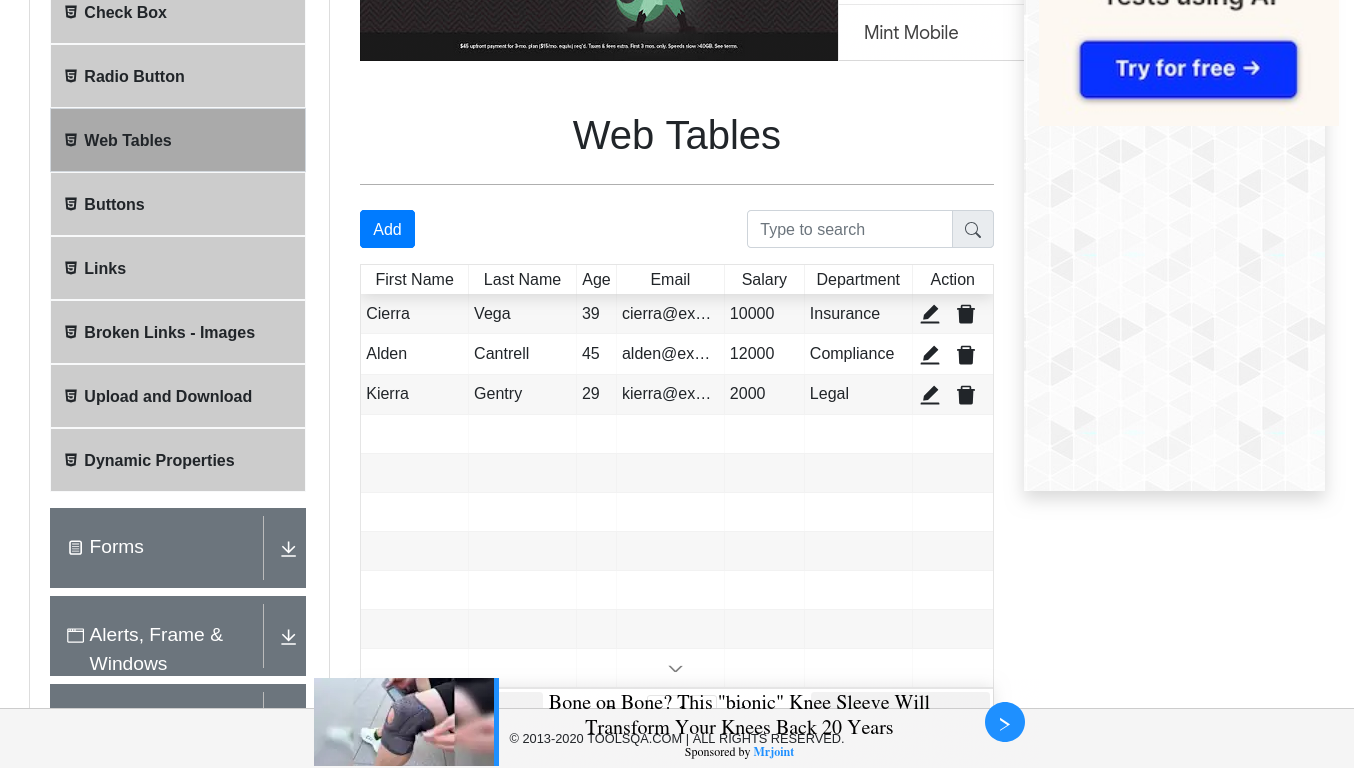 Check Box
Radio Button
Web Tables
Buttons
Links
Broken Links - Images
Upload and Download
Dynamic Properties
Forms
Alerts, Frame &
Windows
$45 upfront payment for 3-mo. plan ($15/mo. equiv.) req'd. Taxes & fees extra. First 3 mos. only. Speeds slow >40GB. See terms.
Mint Mobile
Try for free →
Web Tables
Add
Type to search
First Name Last Name Age Email Salary Department Action
Cierra Vega 39 cierra@ex… 10000 Insurance
Alden Cantrell 45 alden@ex… 12000 Compliance
Kierra Gentry 29 kierra@ex… 2000 Legal
Bone on Bone? This "bionic" Knee Sleeve Will
Transform Your Knees Back 20 Years
© 2013-2020 TOOLSQA.COM | ALL RIGHTS RESERVED.
Sponsored by Mrjoint